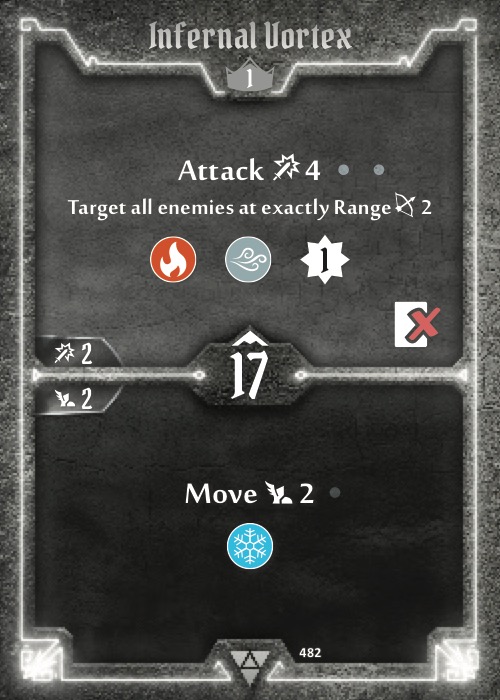 Infernal Vortex
1
Attack 4
Target all enemies at exactly Range 2
1
2
17
2
Move 2
482